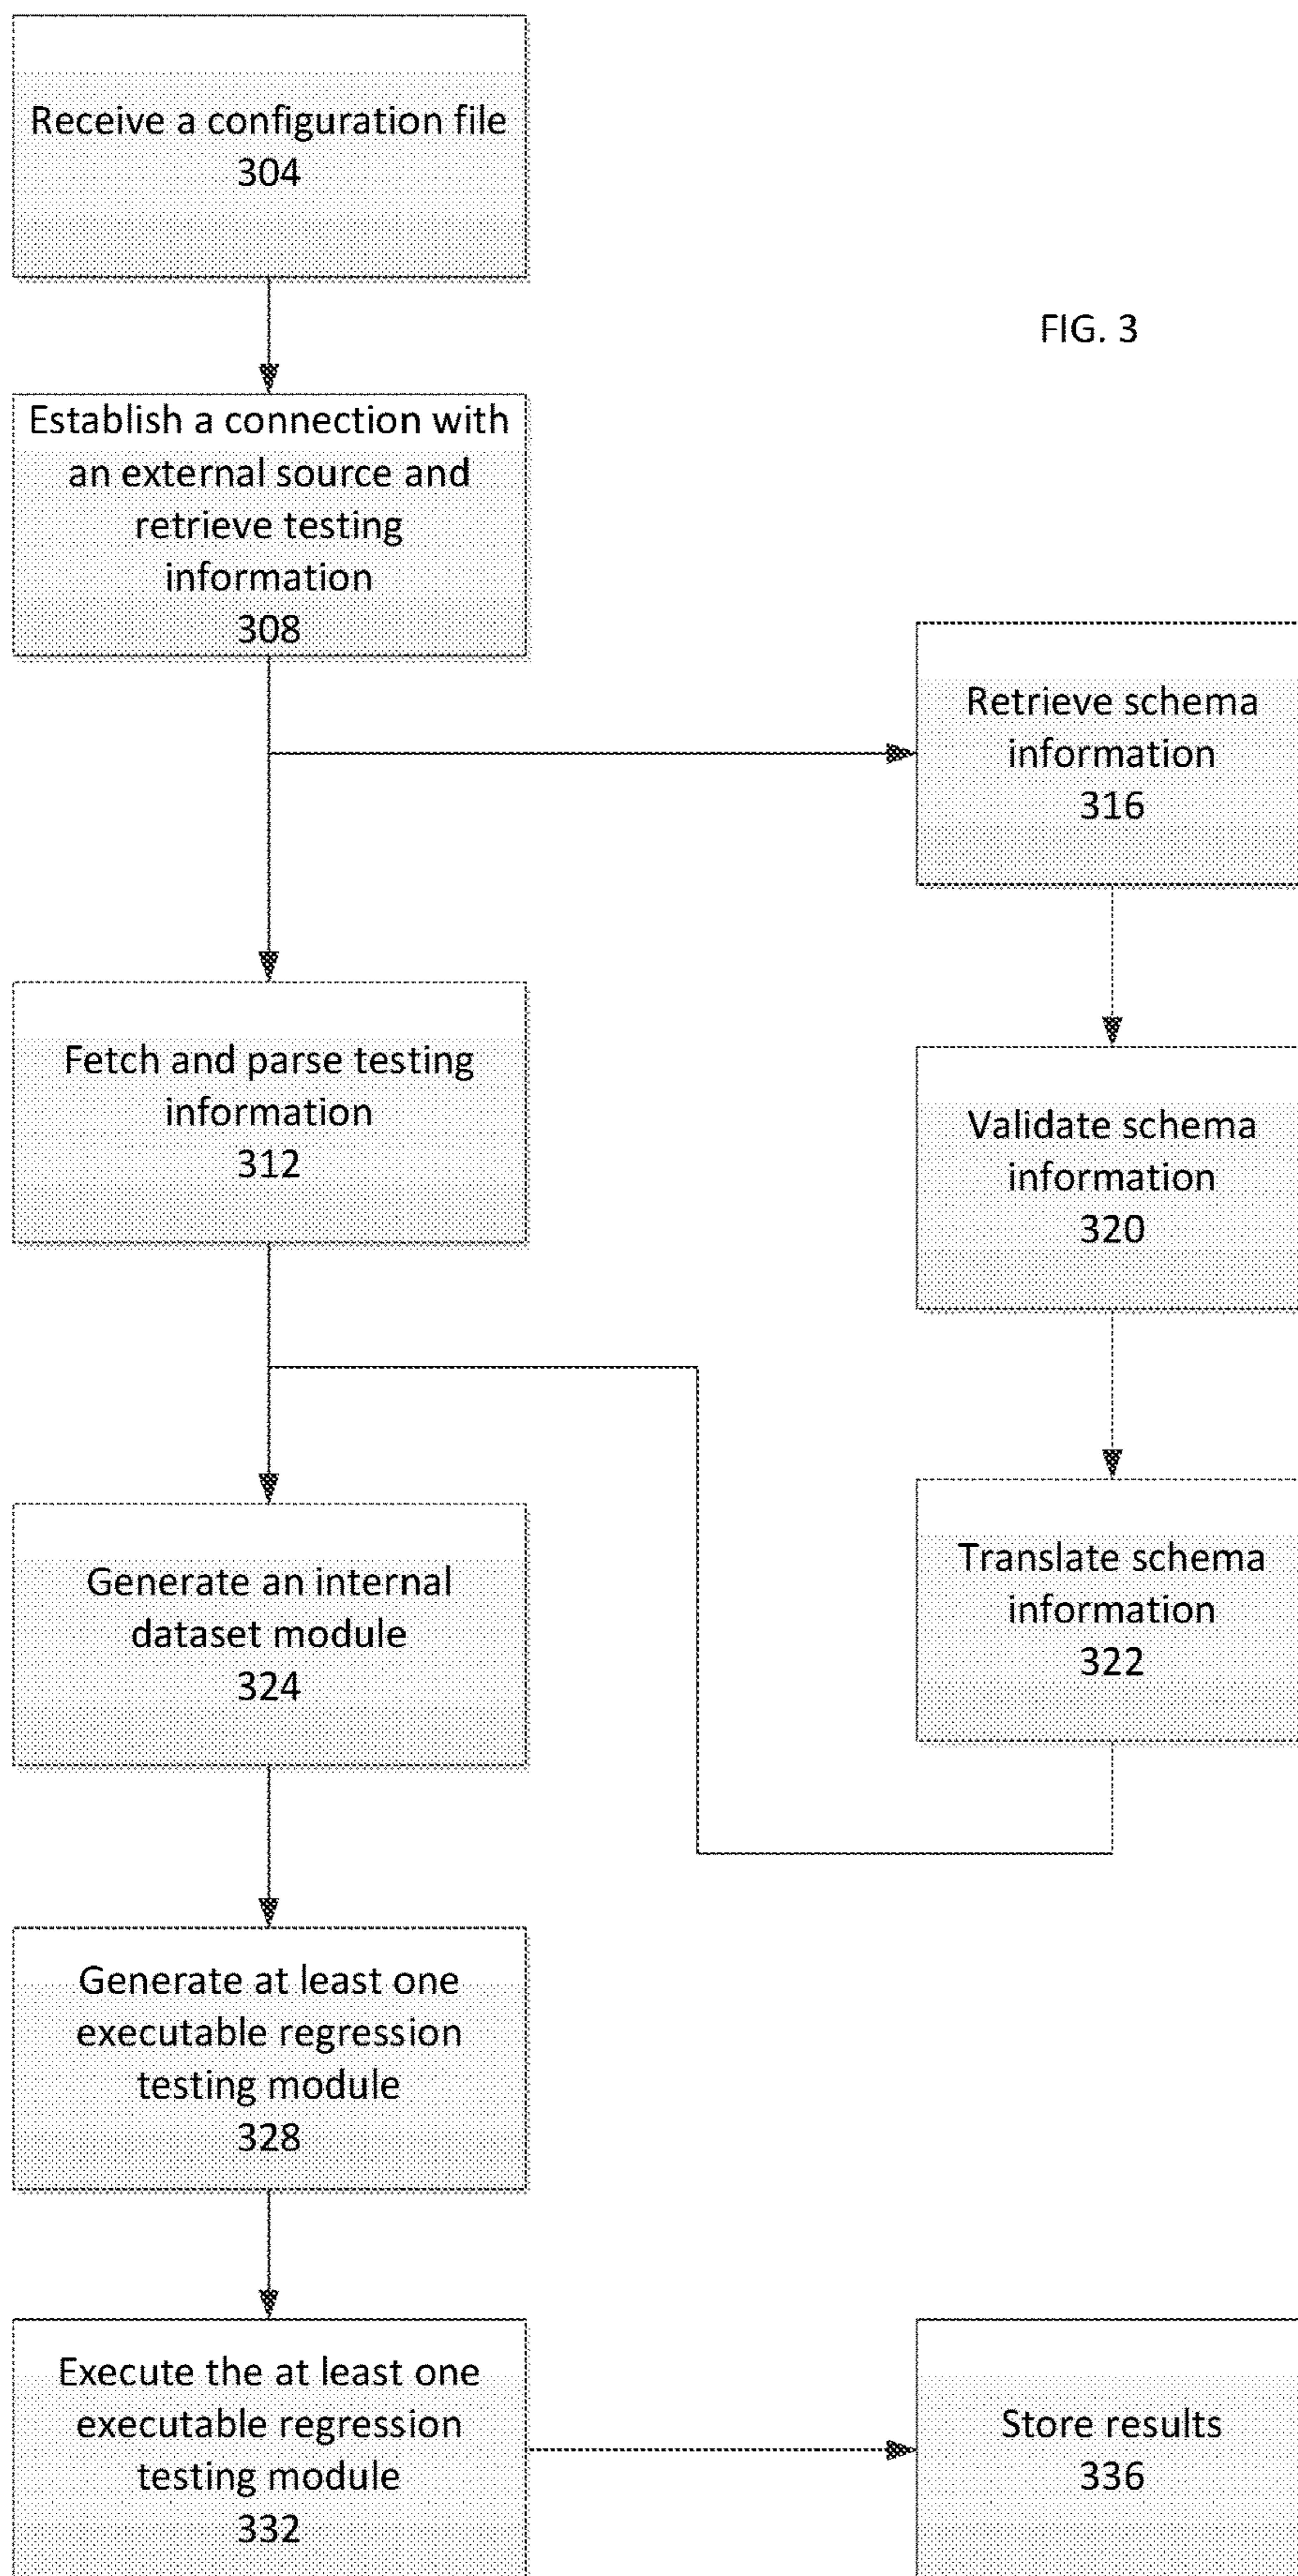 Receive a configuration file
304
FIG. 3
Establish a connection with
an external source and
retrieve testing
information
308
Retrieve schema
information
316
Fetch and parse testing
information
312
Validate schema
information
320
Translate schema
information
322
Generate an internal
dataset module
324
Generate at least one
executable regression
testing module
328
Execute the at least one
executable regression
testing module
332
Store results
336